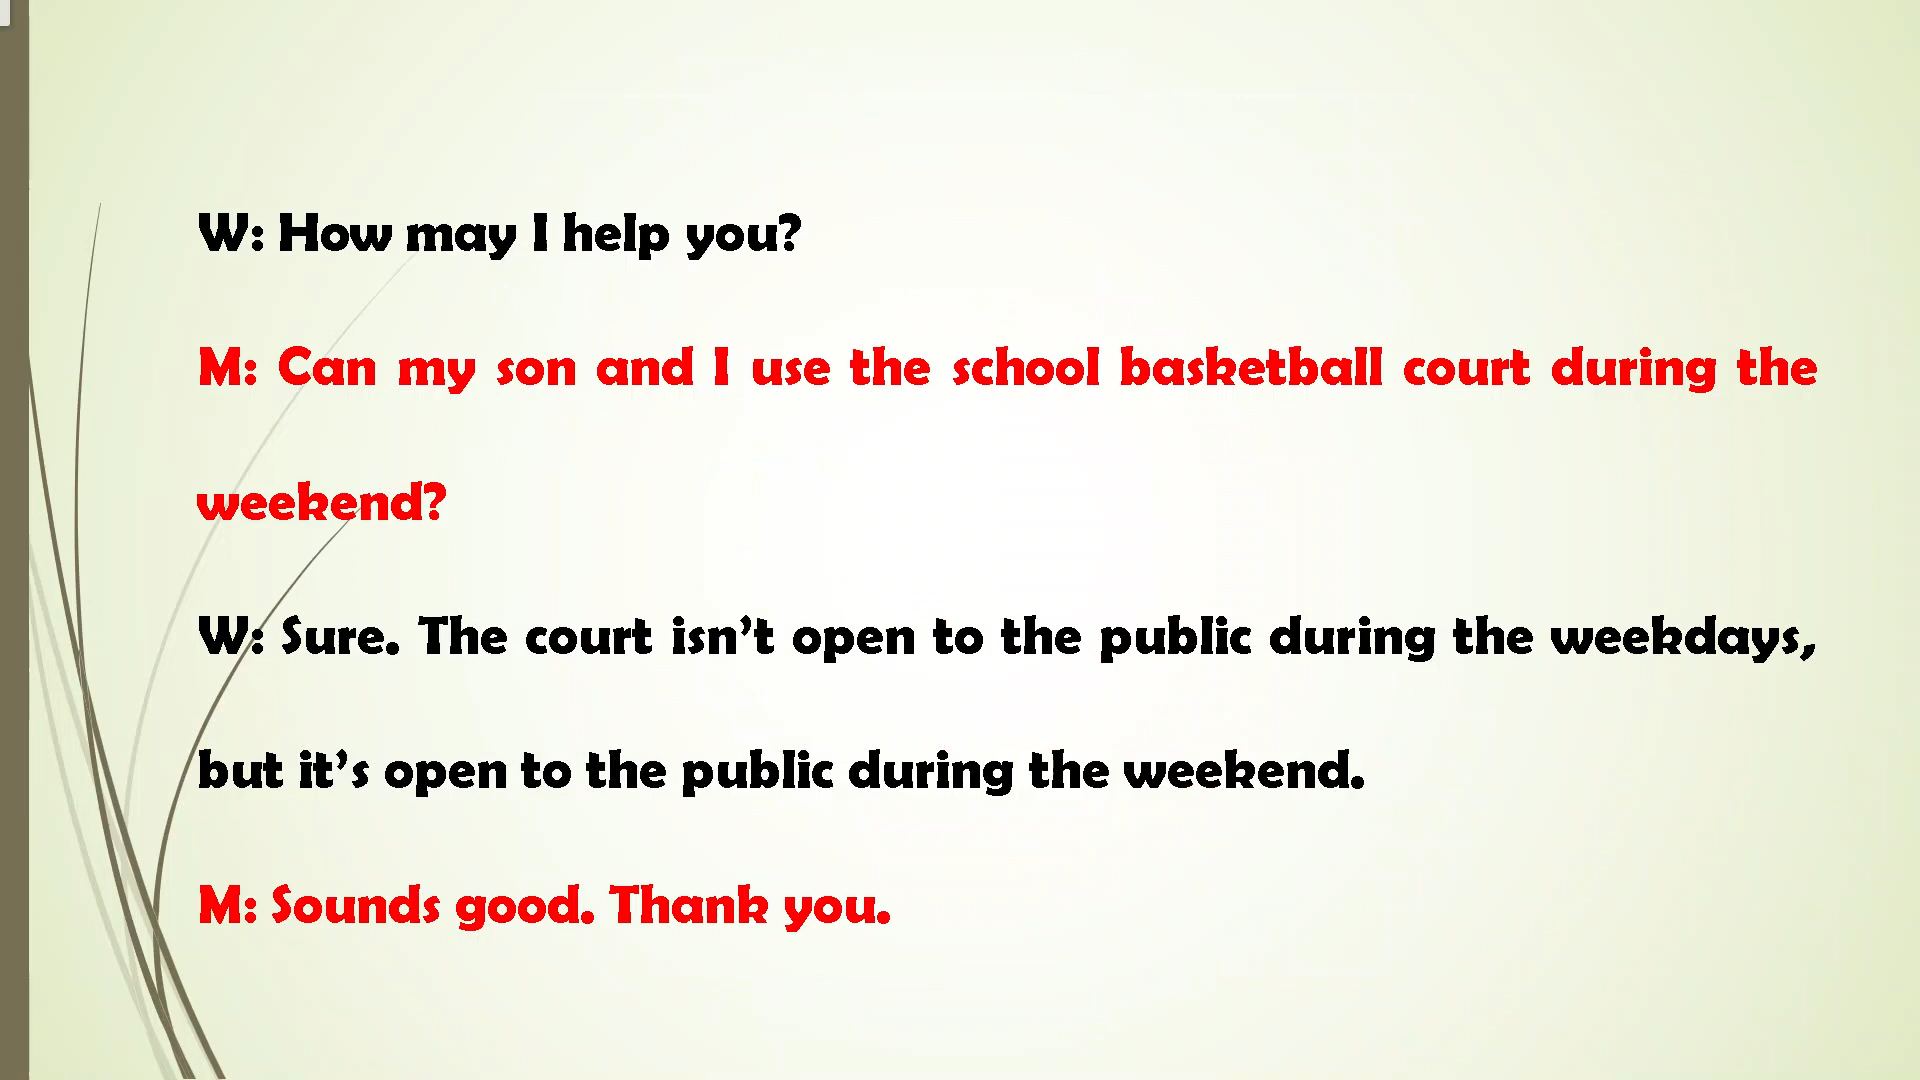 W: How may I help you?
M: Can my son and I use the school basketball court during the
weekend?
W: Sure. The court isn’t open to the public during the weekdays,
but it’s open to the public during the weekend.
M: Sounds good. Thank you.